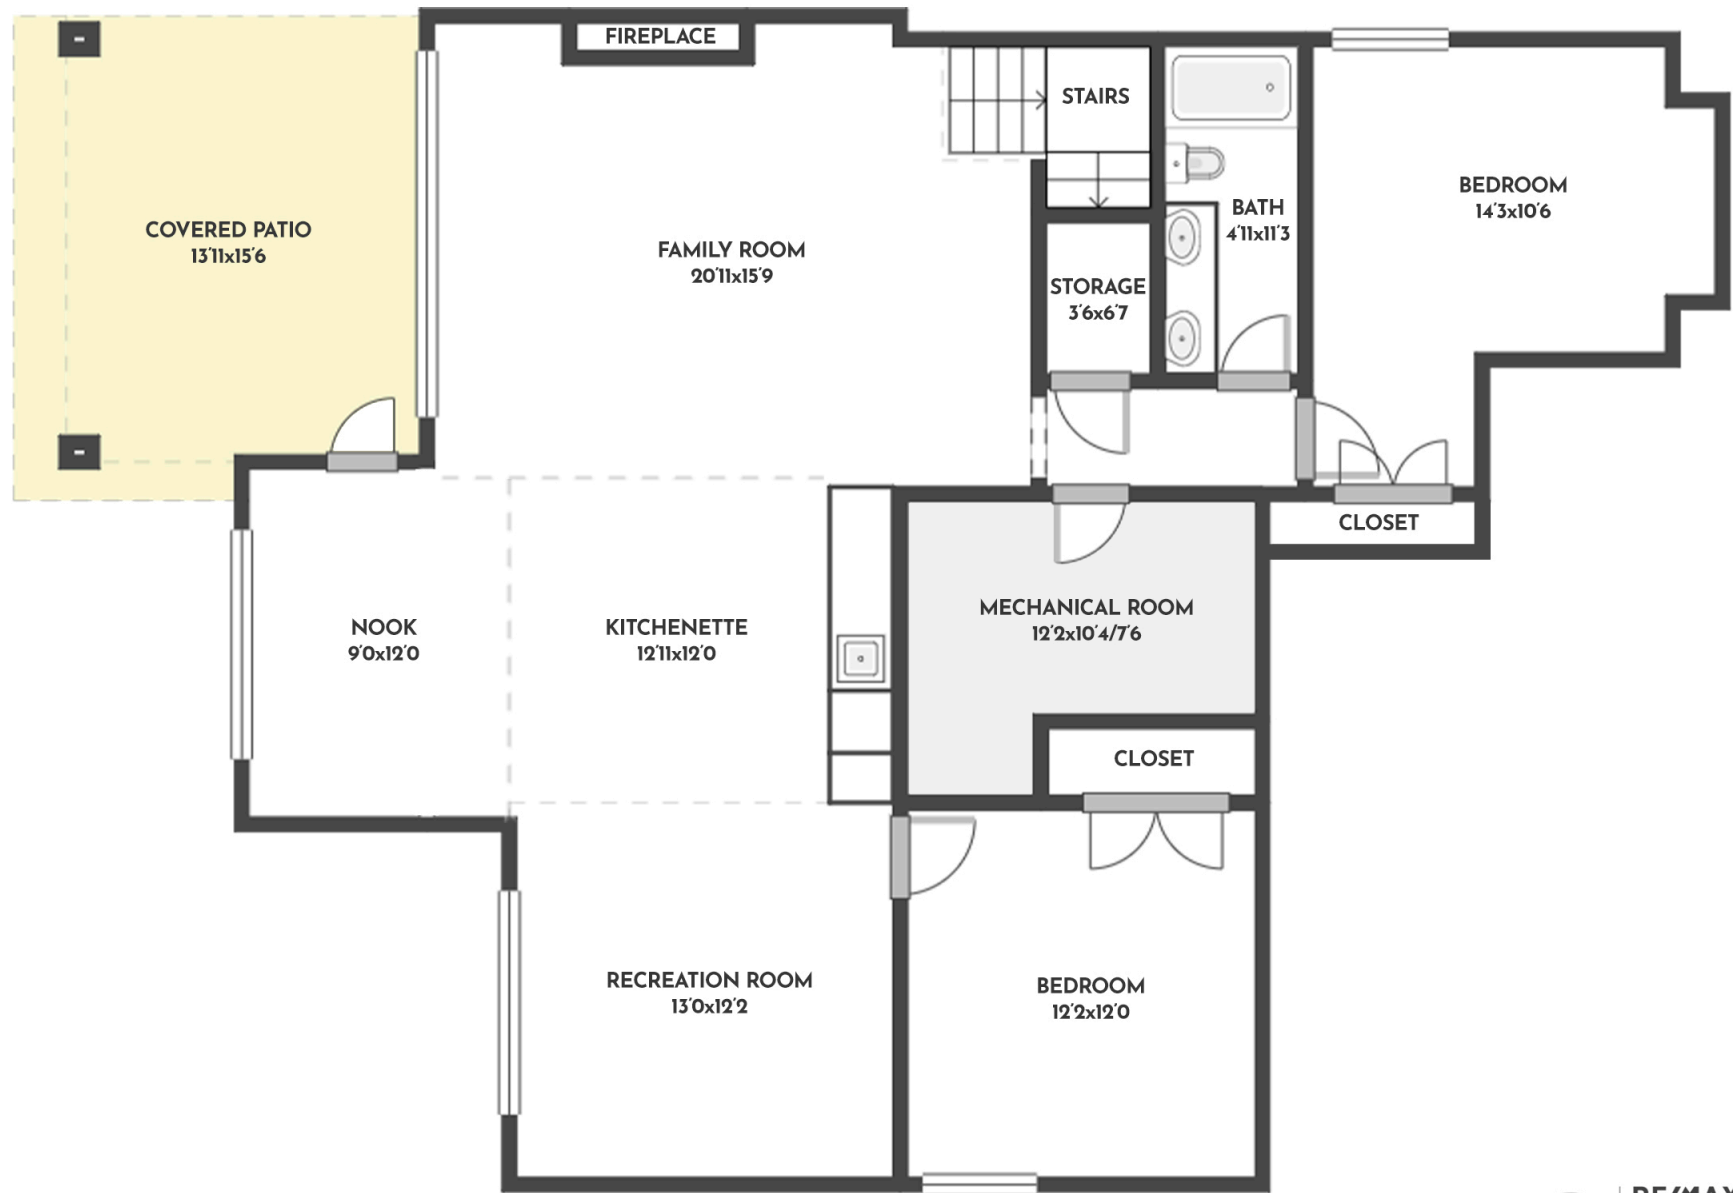 FIREPLACE
STAIRS
COVERED PATIO
13'11x15'6
FAMILY ROOM
20'11x15'9
BATH
4'11x11'3
BEDROOM
14'3x10'6
STORAGE
3'6x6'7
CLOSET
NOOK
9'0x12'0
KITCHENETTE
12'11x12'0
MECHANICAL ROOM
12'2x10'4/7'6
CLOSET
RECREATION ROOM
13'0x12'2
BEDROOM
12'2x12'0
RE/MAX